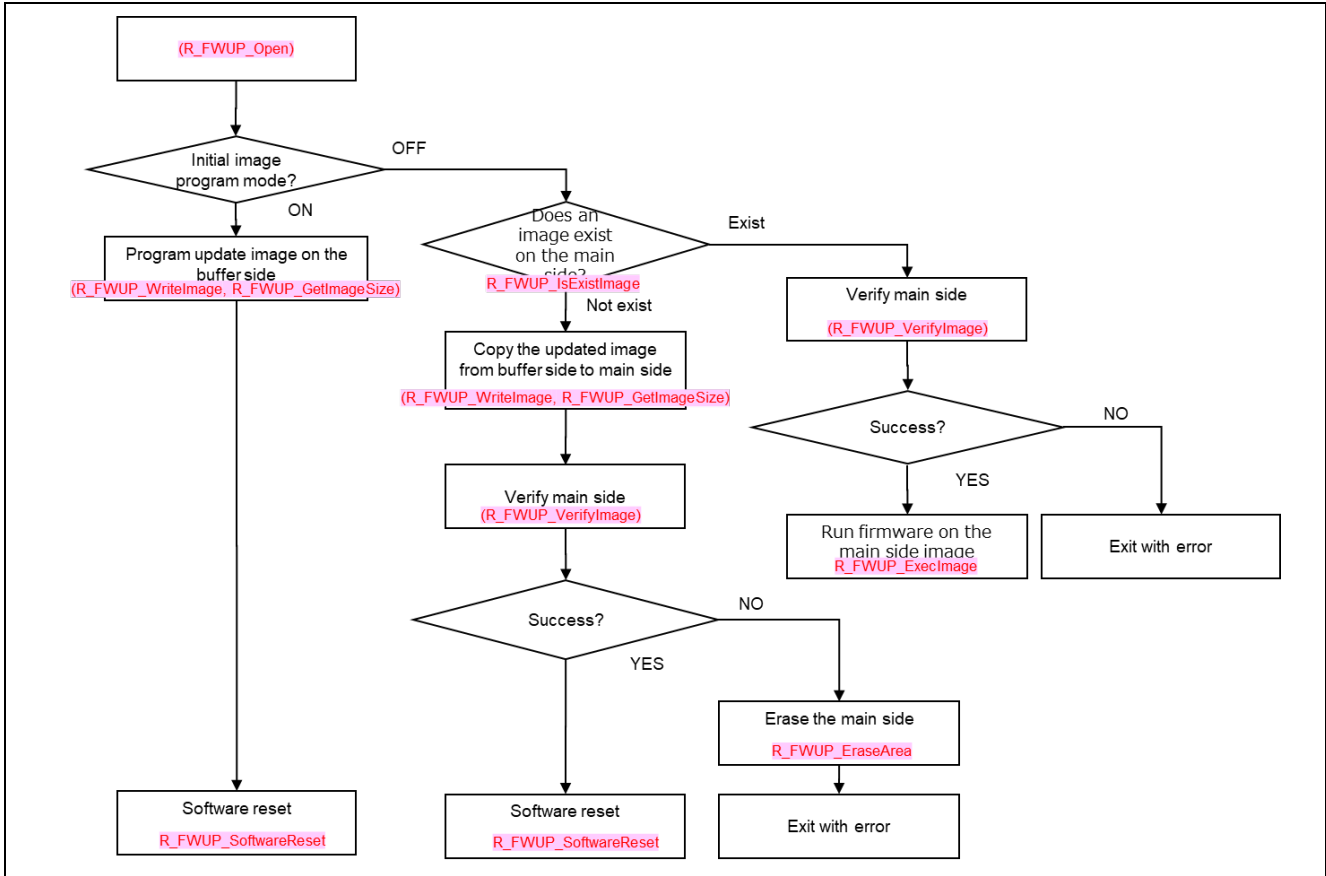 (R_FWUP_Open)
Initial image
program mode?
OFF
ON
Program update image on the
buffer side
(R_FWUP_WriteImage, R_FWUP_GetImageSize)
Does an
image exist
on the main
side?
R_FWUP_IsExistImage
Exist
Not exist
Verify main side
(R_FWUP_VerifyImage)
Copy the updated image
from buffer side to main side
(R_FWUP_WriteImage, R_FWUP_GetImageSize)
Success?
NO
YES
Verify main side
(R_FWUP_VerifyImage)
Run firmware on the
main side image
R_FWUP_ExecImage
Exit with error
Success?
NO
YES
Erase the main side
R_FWUP_EraseArea
Software reset
R_FWUP_SoftwareReset
Software reset
R_FWUP_SoftwareReset
Exit with error